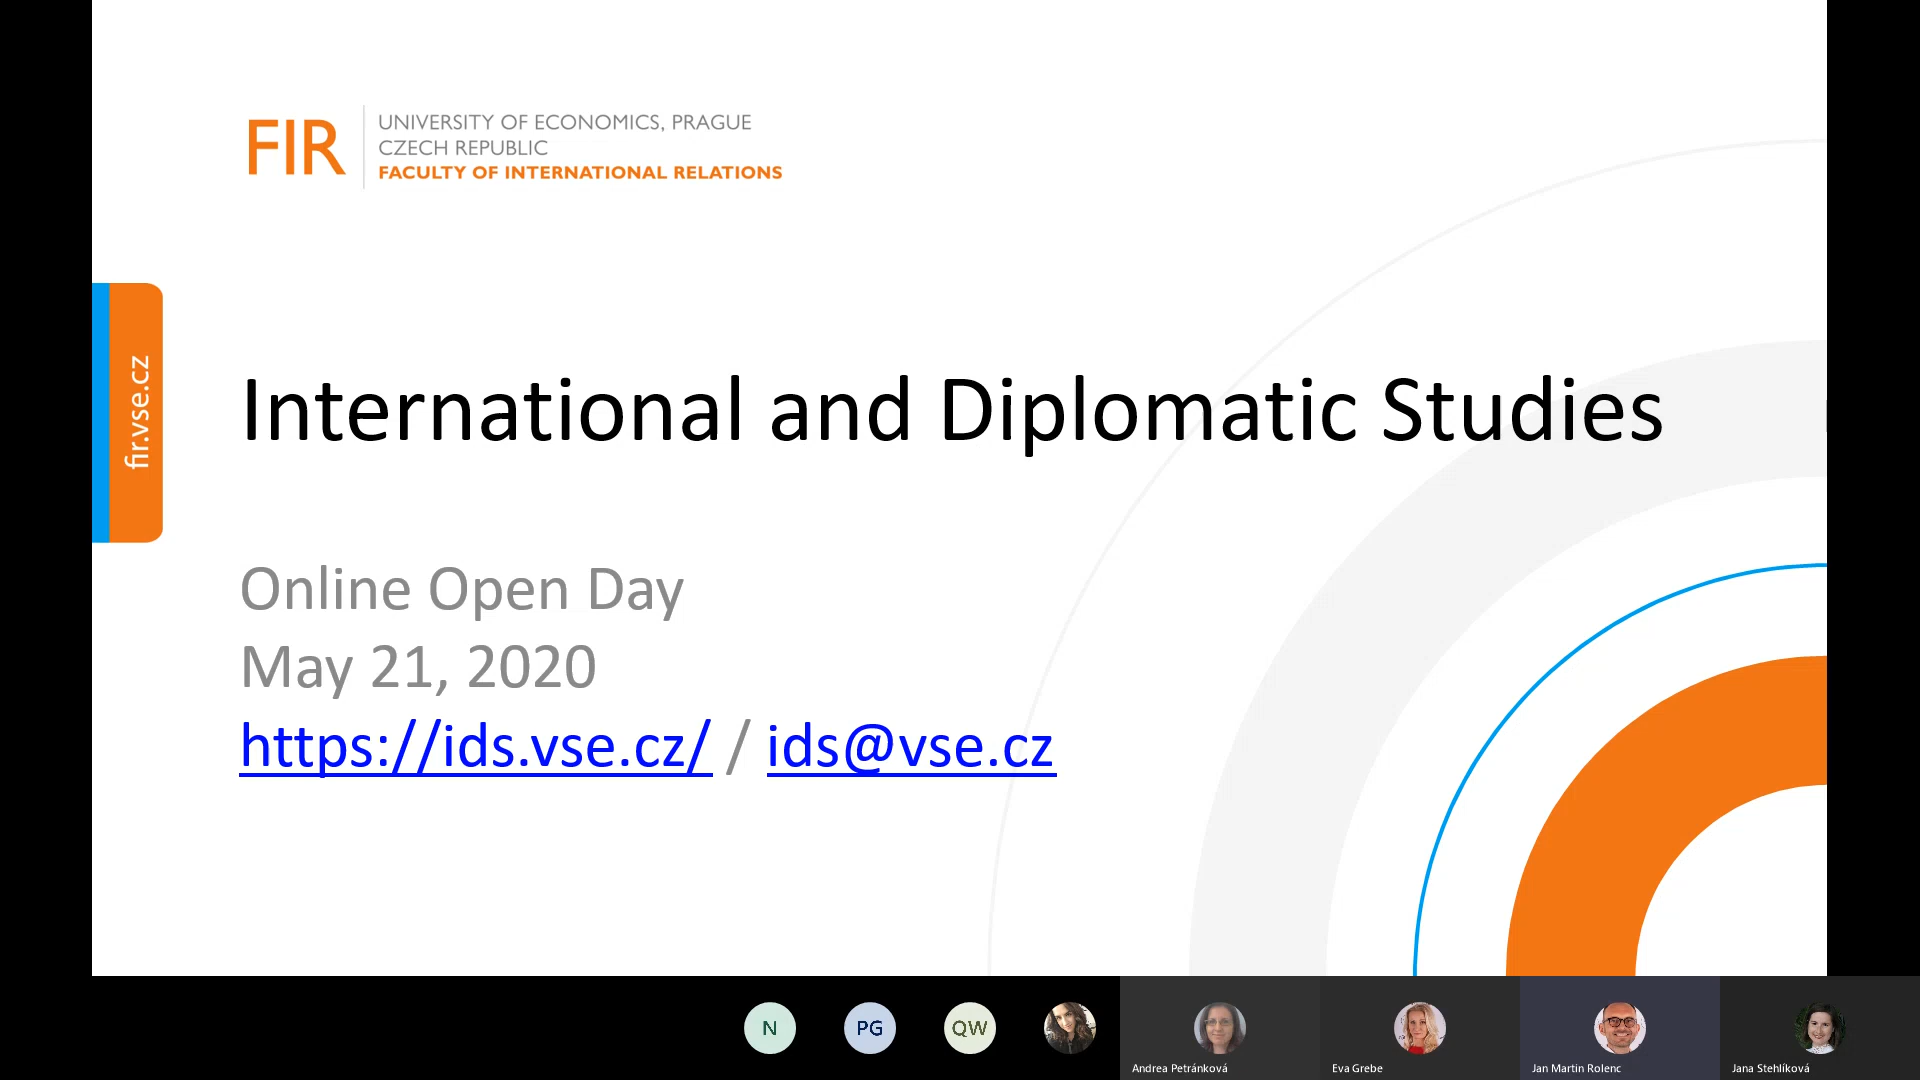 FIR
UNIVERSITY OF ECONOMICS, PRAGUE
CZECH REPUBLIC
FACULTY OF INTERNATIONAL RELATIONS
fir.vse.cz
International and Diplomatic Studies
Online Open Day
May 21, 2020
https://ids.vse.cz/ / ids@vse.cz
N
PG
QW
Andrea Petránková
Eva Grebe
Jan Martin Rolenc
Jana Stehlíková